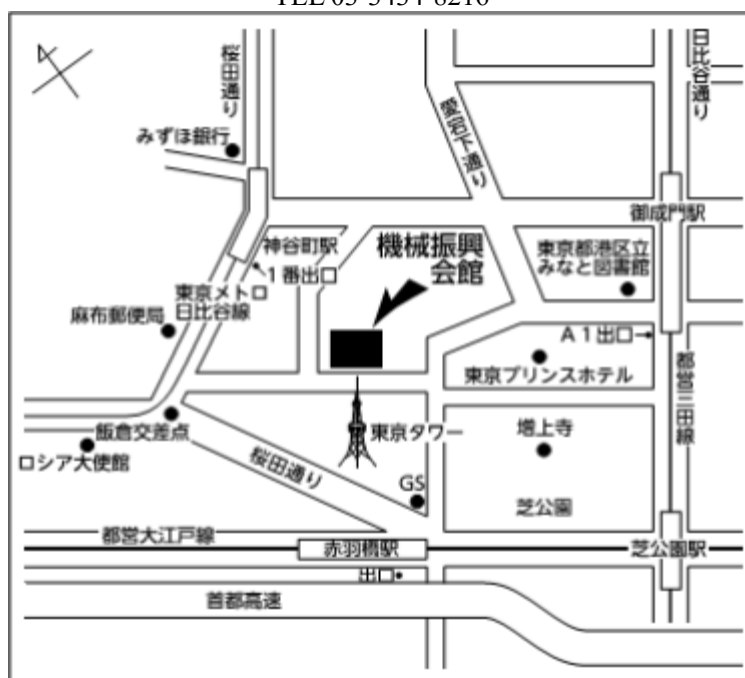 TEL 03-3434-8216
桜田通り
日比谷通り
みずほ銀行
愛宕下通り
御成門駅
神谷町駅
1番出口
機械振興
会館
東京都港区立
みなと図書館
東京メトロ
日比谷線
麻布郵便局
A1出口→
東京プリンスホテル
都営三田線
飯倉交差点
東京タワー
増上寺
ロシア大使館
桜田通り
GS
芝公園
都営大江戸線
赤羽橋駅
芝公園駅
出口
首都高速